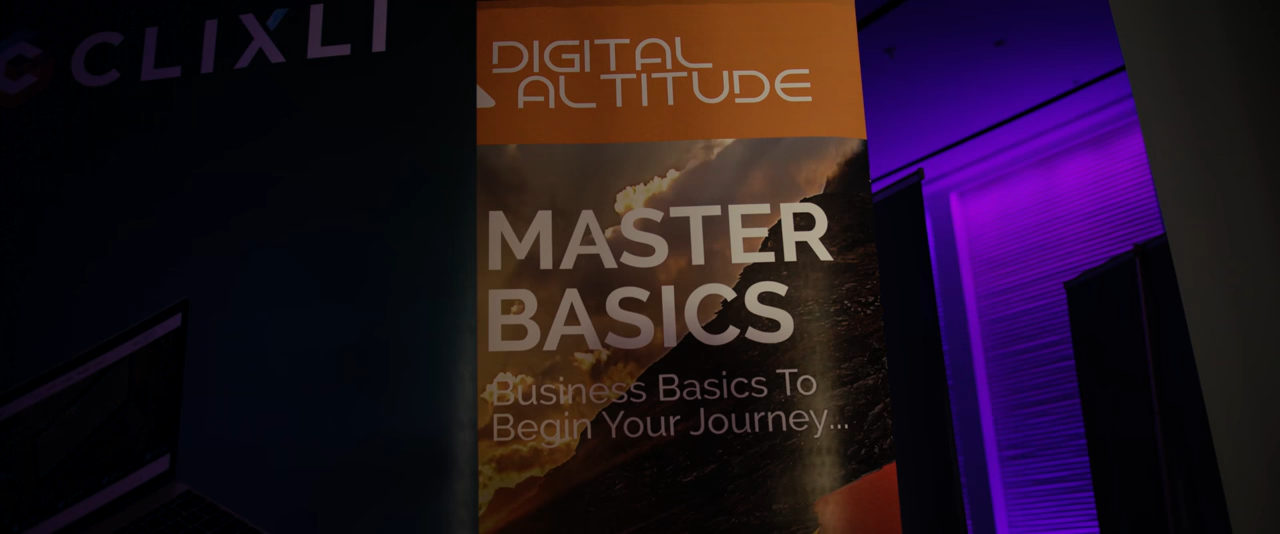 CLIXLI
DIGITAL
ALTITUDE
MASTER
BASICS
Business Basics To
Begin Your Journey...